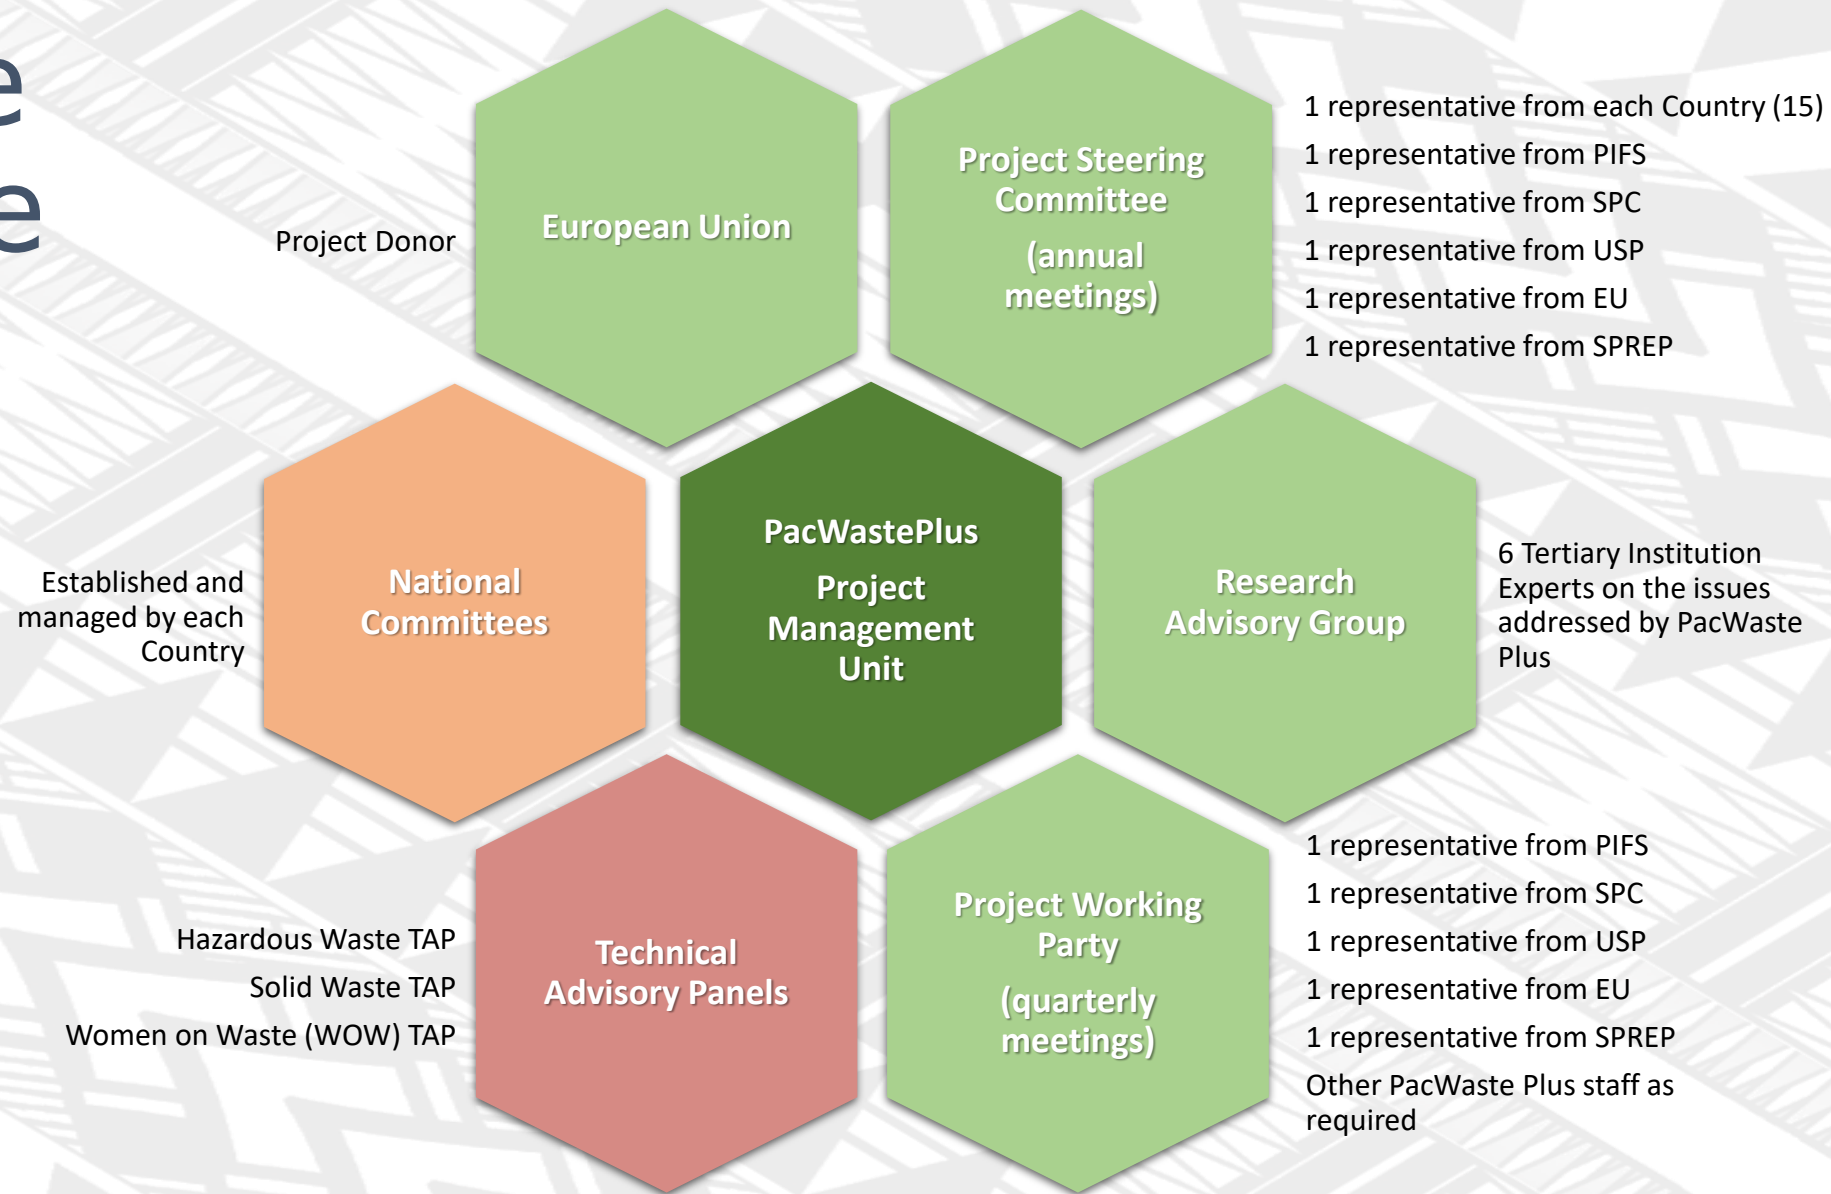 Project Donor
European Union
Project Steering
Committee
(annual
meetings)
1 representative from each Country (15)
1 representative from PIFS
1 representative from SPC
1 representative from USP
1 representative from EU
1 representative from SPREP
Established and
managed by each
Country
National
Committees
PacWastePlus
Project
Management
Unit
Research
Advisory Group
6 Tertiary Institution
Experts on the issues
addressed by PacWaste
Plus
Hazardous Waste TAP
Solid Waste TAP
Women on Waste (WOW) TAP
Technical
Advisory Panels
Project Working
Party
(quarterly
meetings)
1 representative from PIFS
1 representative from SPC
1 representative from USP
1 representative from EU
1 representative from SPREP
Other PacWaste Plus staff as
required